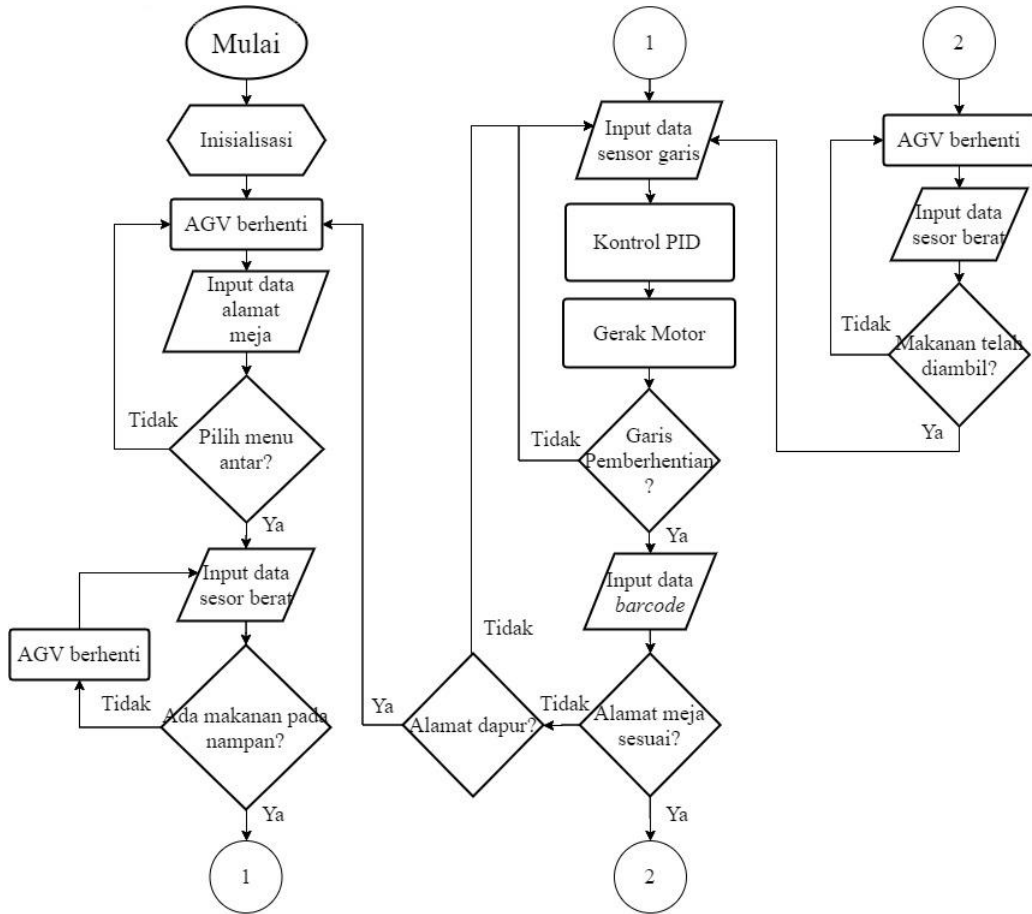 Mulai
Inisialisasi
AGV berhenti
Input data
alamat
meja
Tidak
Pilih menu
antar?
Ya
Input data
sesor berat
AGV berhenti
Tidak
Ada makanan pada
nampan?
Ya
1
1
Input data
sensor garis
Kontrol PID
Gerak Motor
Tidak
Garis
Pemberhentian
?
Ya
Input data
barcode
Tidak
Alamat meja
sesuai?
Tidak
Ya
Alamat dapur?
Ya
2
2
AGV berhenti
Input data
sesor berat
Tidak
Makanan telah
diambil?
Ya